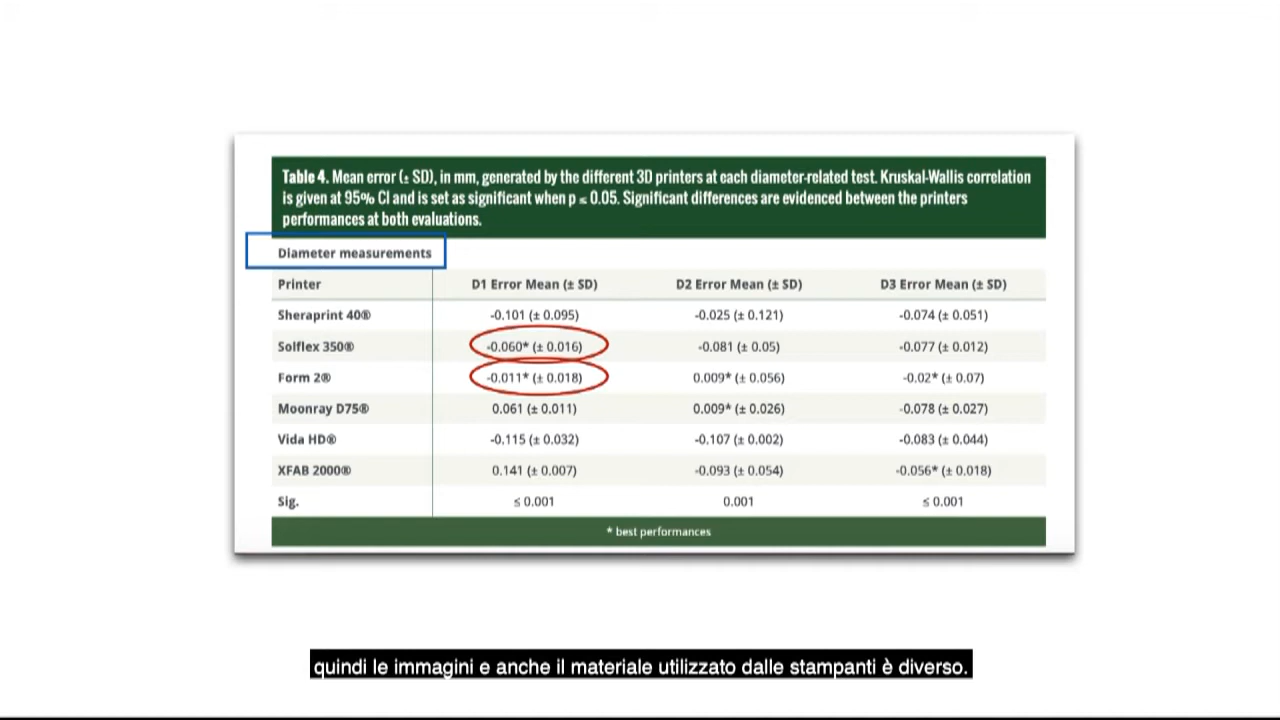 Table 4. Mean error (± SD), in mm, generated by the different 3D printers at each diameter-related test. Kruskal-Wallis correlation
is given at 95% CI and is set as significant when p ≤ 0.05. Significant differences are evidenced between the printers
performances at both evaluations.
Diameter measurements
Printer D1 Error Mean (± SD) D2 Error Mean (± SD) D3 Error Mean (± SD)
Sheraprint 40® -0.101 (± 0.095) -0.025 (± 0.121) -0.074 (± 0.051)
Solflex 350® -0.060* (± 0.016) -0.081 (± 0.05) -0.077 (± 0.012)
Form 2® -0.011* (± 0.018) 0.009* (± 0.056) -0.02* (± 0.07)
Moonray D75® 0.061 (± 0.011) 0.009* (± 0.026) -0.078 (± 0.027)
Vida HD® -0.115 (± 0.032) -0.107 (± 0.002) -0.083 (± 0.044)
XFAB 2000® 0.141 (± 0.007) -0.093 (± 0.054) -0.056* (± 0.018)
Sig. ≤ 0.001 0.001 ≤ 0.001
* best performances
quindi le immagini e anche il materiale utilizzato dalle stampanti è diverso.